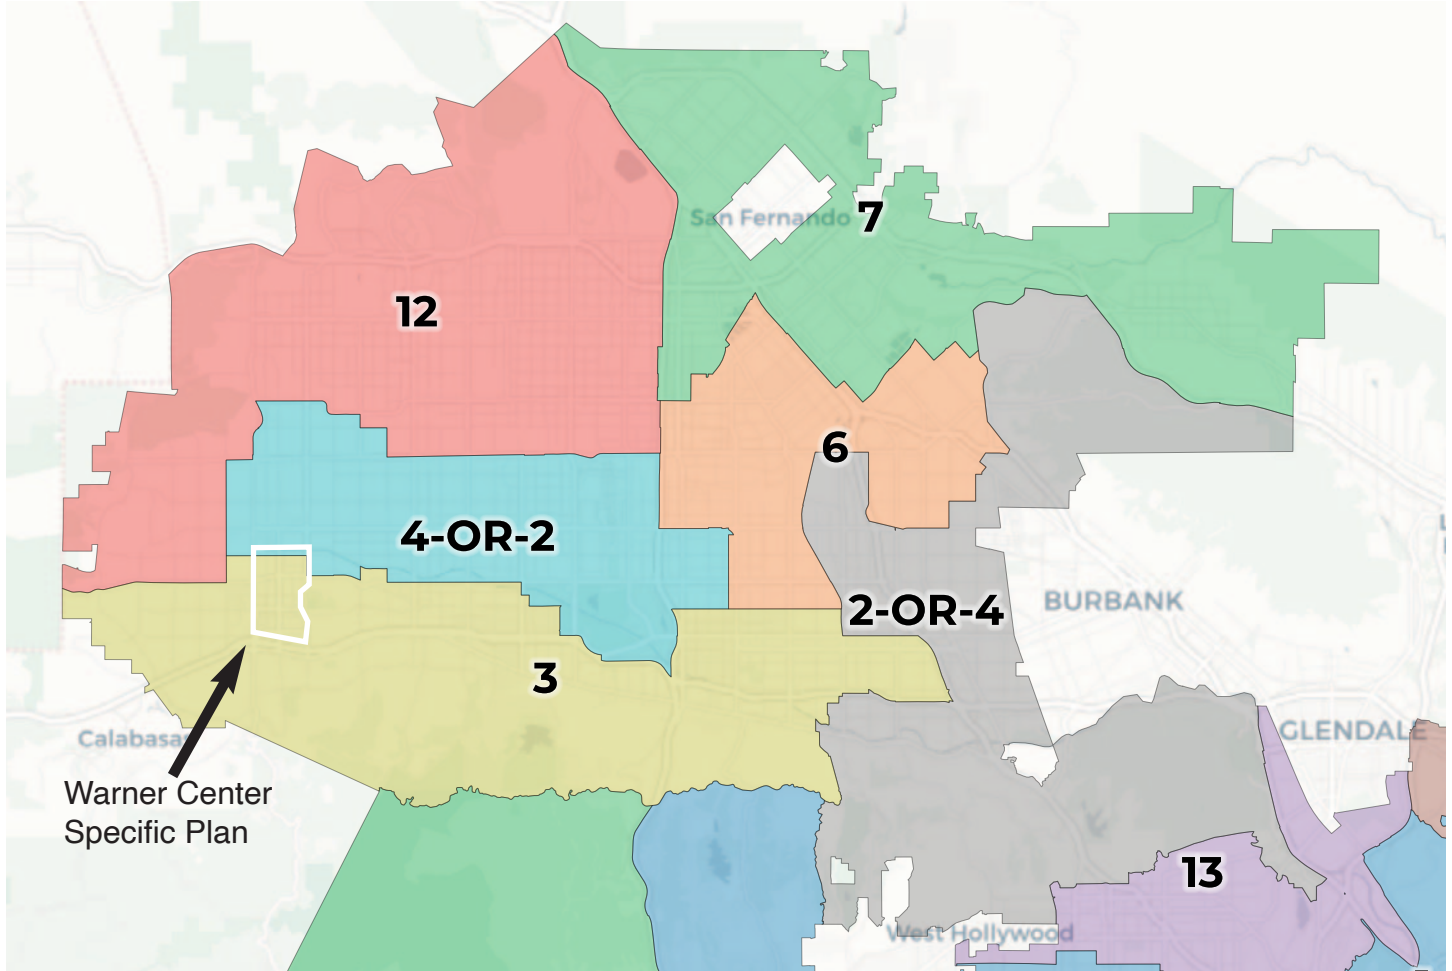 San Fernando
7
12
6
4-OR-2
2-OR-4
BURBANK
3
Calabasas
GLENDALE
Warner Center
Specific Plan
13
West Hollywood